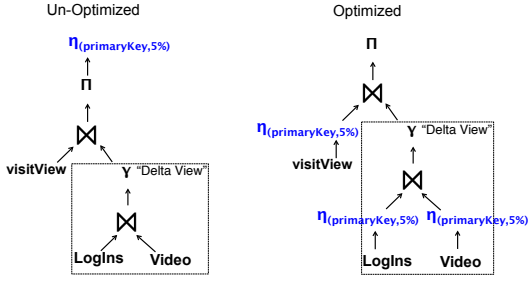 Un-Optimized
η(primaryKey,5%)
Π
⋈
visitView
γ "Delta View"
⋈
LogIns
Video
Optimized
Π
⋈
η(primaryKey,5%)
visitView
γ "Delta View"
⋈
η(primaryKey,5%)
η(primaryKey,5%)
LogIns
Video